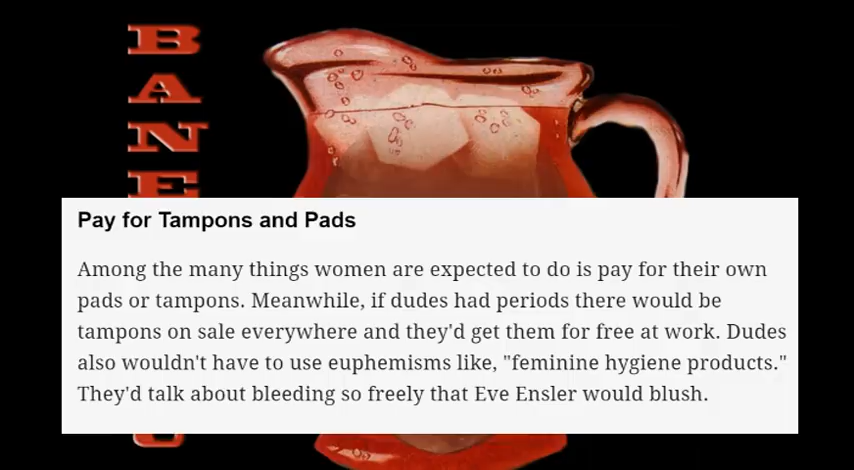 B
A
N
E
Pay for Tampons and Pads
Among the many things women are expected to do is pay for their own
pads or tampons. Meanwhile, if dudes had periods there would be
tampons on sale everywhere and they'd get them for free at work. Dudes
also wouldn't have to use euphemisms like, "feminine hygiene products."
They'd talk about bleeding so freely that Eve Ensler would blush.